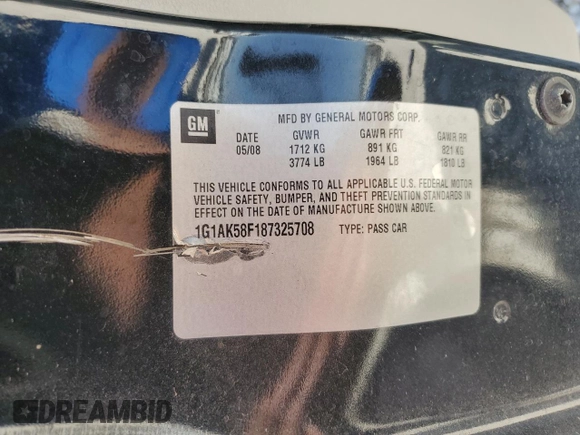 MFD BY GENERAL MOTORS CORP.
GM
DATE GVWR GAWR FRT GAWR RR
05/08 1712 KG 891 KG 821 KG
3774 LB 1964 LB 1810 LB
THIS VEHICLE CONFORMS TO ALL APPLICABLE U.S. FEDERAL MOTOR
VEHICLE SAFETY, BUMPER, AND THEFT PREVENTION STANDARDS IN
EFFECT ON THE DATE OF MANUFACTURE SHOWN ABOVE.
1G1AK58F187325708 TYPE: PASS CAR
DREAMBID